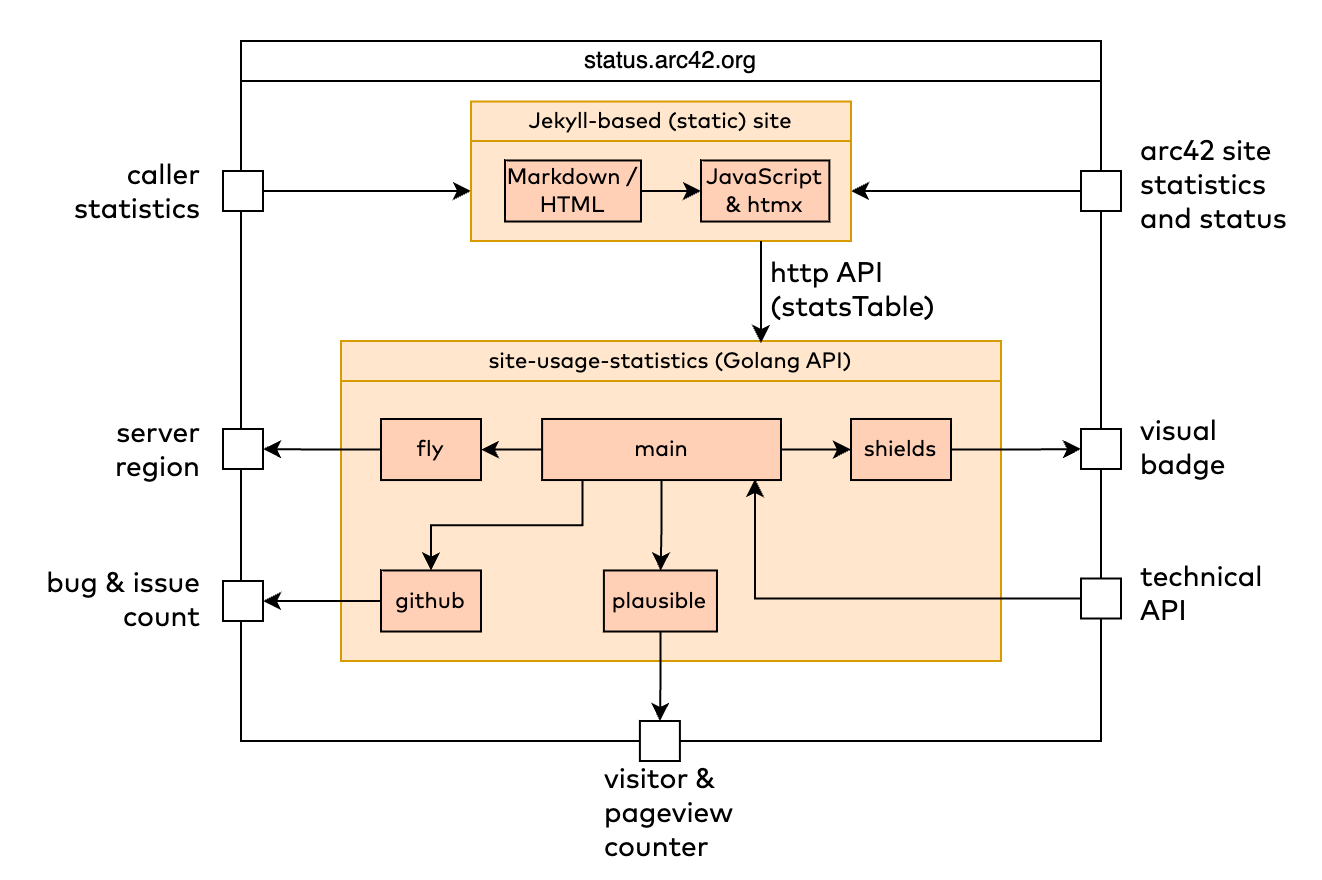 status.arc42.org
Jekyll-based (static) site
Markdown /
HTML
JavaScript
& htmx
caller
statistics
arc42 site
statistics
and status
http API
(statsTable)
site-usage-statistics (Golang API)
server
region
fly
main
shields
visual
badge
bug & issue
count
github
plausible
technical
API
visitor &
pageview
counter